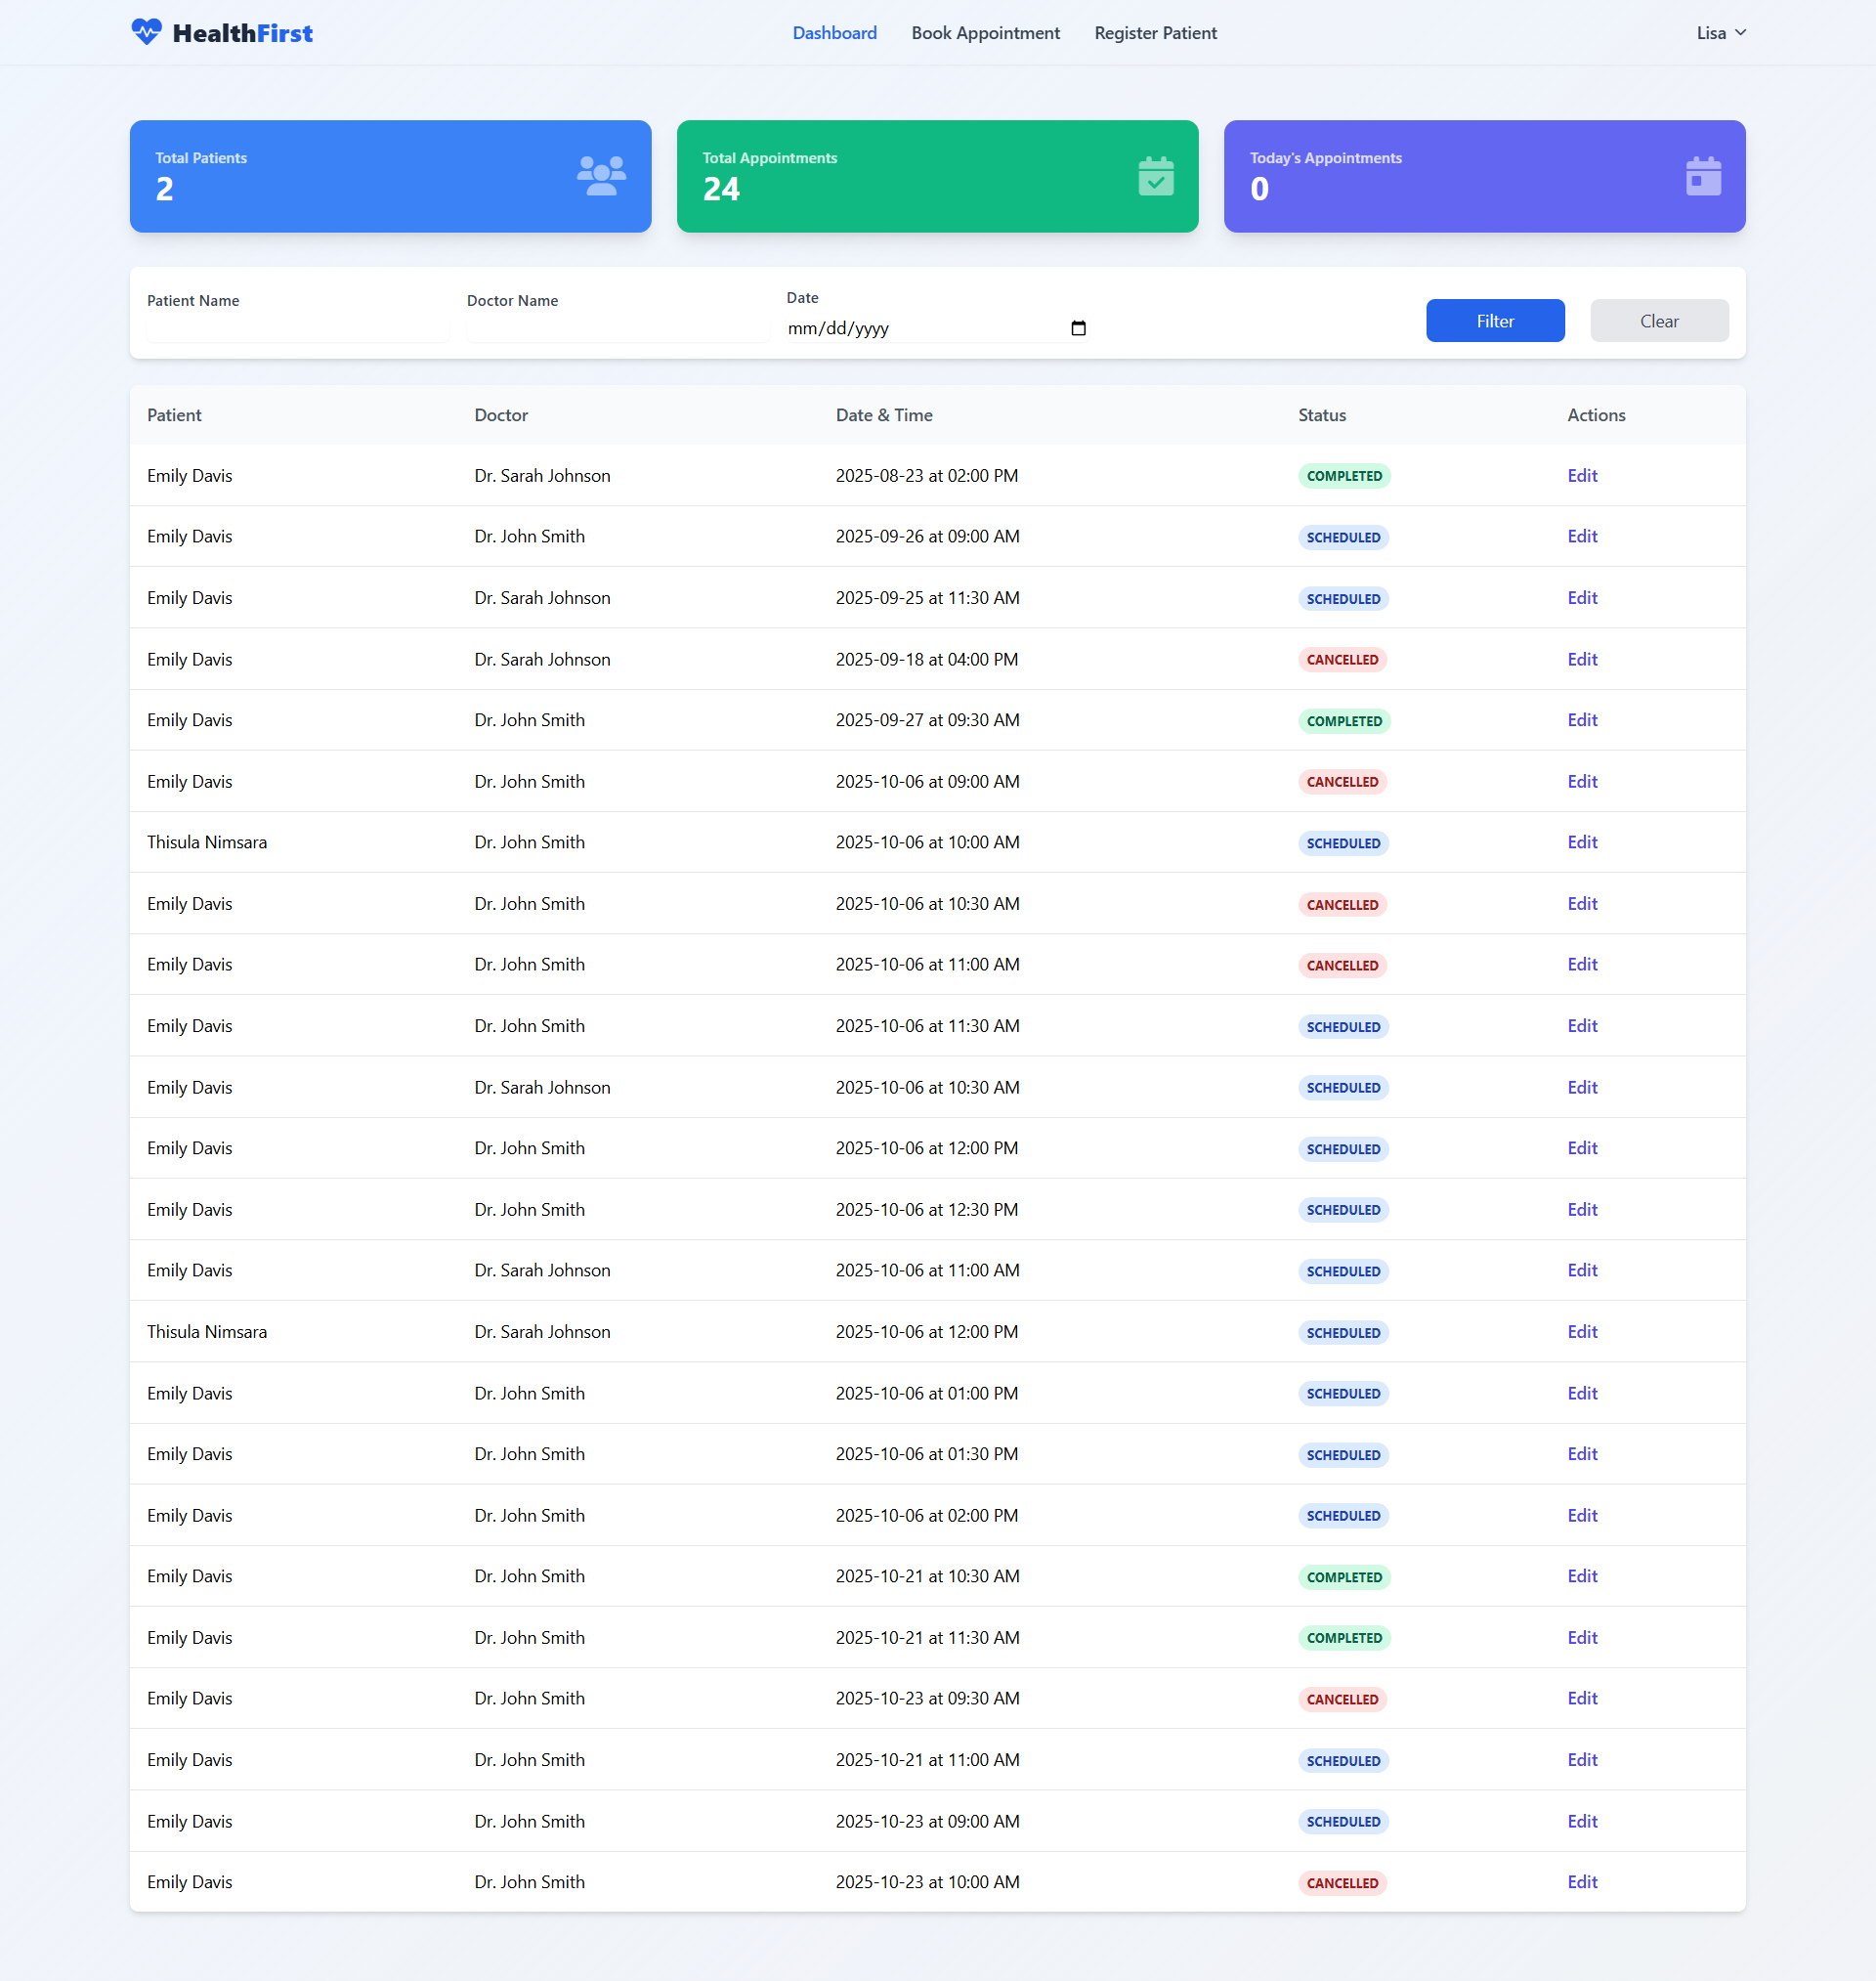 HealthFirst Dashboard Book Appointment Register Patient Lisa
Total Patients
2
Total Appointments
24
Today's Appointments
0
Patient Name Doctor Name Date
mm/dd/yyyy
Filter Clear
Patient Doctor Date & Time Status Actions
Emily Davis Dr. Sarah Johnson 2025-08-23 at 02:00 PM COMPLETED Edit
Emily Davis Dr. John Smith 2025-09-26 at 09:00 AM SCHEDULED Edit
Emily Davis Dr. Sarah Johnson 2025-09-25 at 11:30 AM SCHEDULED Edit
Emily Davis Dr. Sarah Johnson 2025-09-18 at 04:00 PM CANCELLED Edit
Emily Davis Dr. John Smith 2025-09-27 at 09:30 AM COMPLETED Edit
Emily Davis Dr. John Smith 2025-10-06 at 09:00 AM CANCELLED Edit
Thisula Nimsara Dr. John Smith 2025-10-06 at 10:00 AM SCHEDULED Edit
Emily Davis Dr. John Smith 2025-10-06 at 10:30 AM CANCELLED Edit
Emily Davis Dr. John Smith 2025-10-06 at 11:00 AM CANCELLED Edit
Emily Davis Dr. John Smith 2025-10-06 at 11:30 AM SCHEDULED Edit
Emily Davis Dr. Sarah Johnson 2025-10-06 at 10:30 AM SCHEDULED Edit
Emily Davis Dr. John Smith 2025-10-06 at 12:00 PM SCHEDULED Edit
Emily Davis Dr. John Smith 2025-10-06 at 12:30 PM SCHEDULED Edit
Emily Davis Dr. Sarah Johnson 2025-10-06 at 11:00 AM SCHEDULED Edit
Thisula Nimsara Dr. Sarah Johnson 2025-10-06 at 12:00 PM SCHEDULED Edit
Emily Davis Dr. John Smith 2025-10-06 at 01:00 PM SCHEDULED Edit
Emily Davis Dr. John Smith 2025-10-06 at 01:30 PM SCHEDULED Edit
Emily Davis Dr. John Smith 2025-10-06 at 02:00 PM SCHEDULED Edit
Emily Davis Dr. John Smith 2025-10-21 at 10:30 AM COMPLETED Edit
Emily Davis Dr. John Smith 2025-10-21 at 11:30 AM COMPLETED Edit
Emily Davis Dr. John Smith 2025-10-23 at 09:30 AM CANCELLED Edit
Emily Davis Dr. John Smith 2025-10-21 at 11:00 AM SCHEDULED Edit
Emily Davis Dr. John Smith 2025-10-23 at 09:00 AM SCHEDULED Edit
Emily Davis Dr. John Smith 2025-10-23 at 10:00 AM CANCELLED Edit